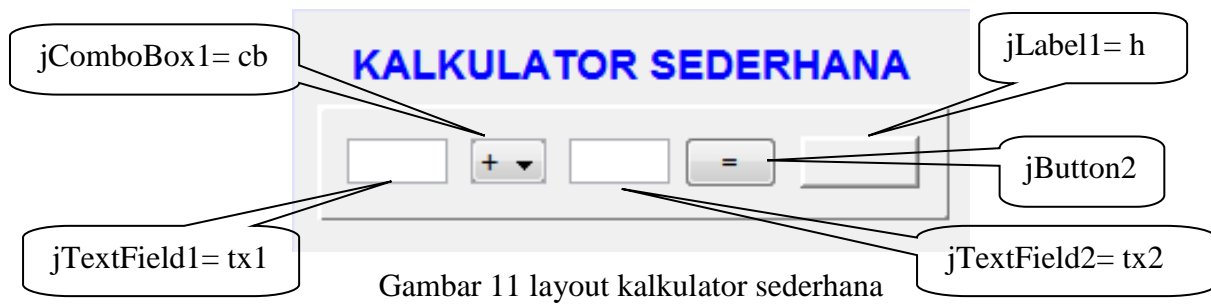 jComboBox1= cb
jLabel1= h
KALKULATOR SEDERHANA
+
=
jButton2
jTextField1= tx1
jTextField2= tx2
Gambar 11 layout kalkulator sederhana